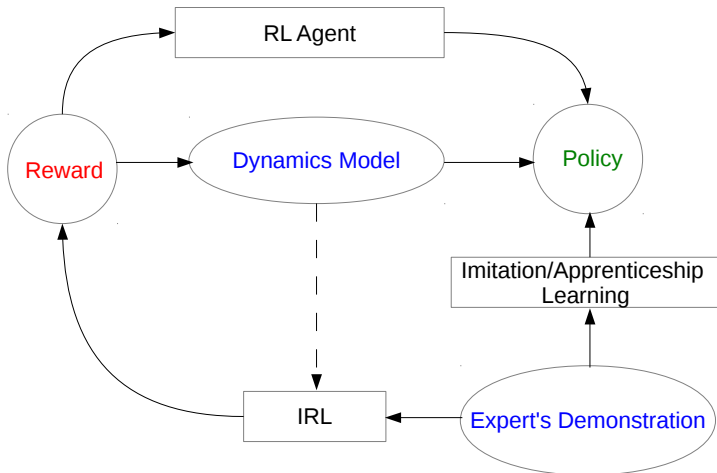 RL Agent
Reward
Dynamics Model
Policy
Imitation/Apprenticeship
Learning
IRL
Expert's Demonstration